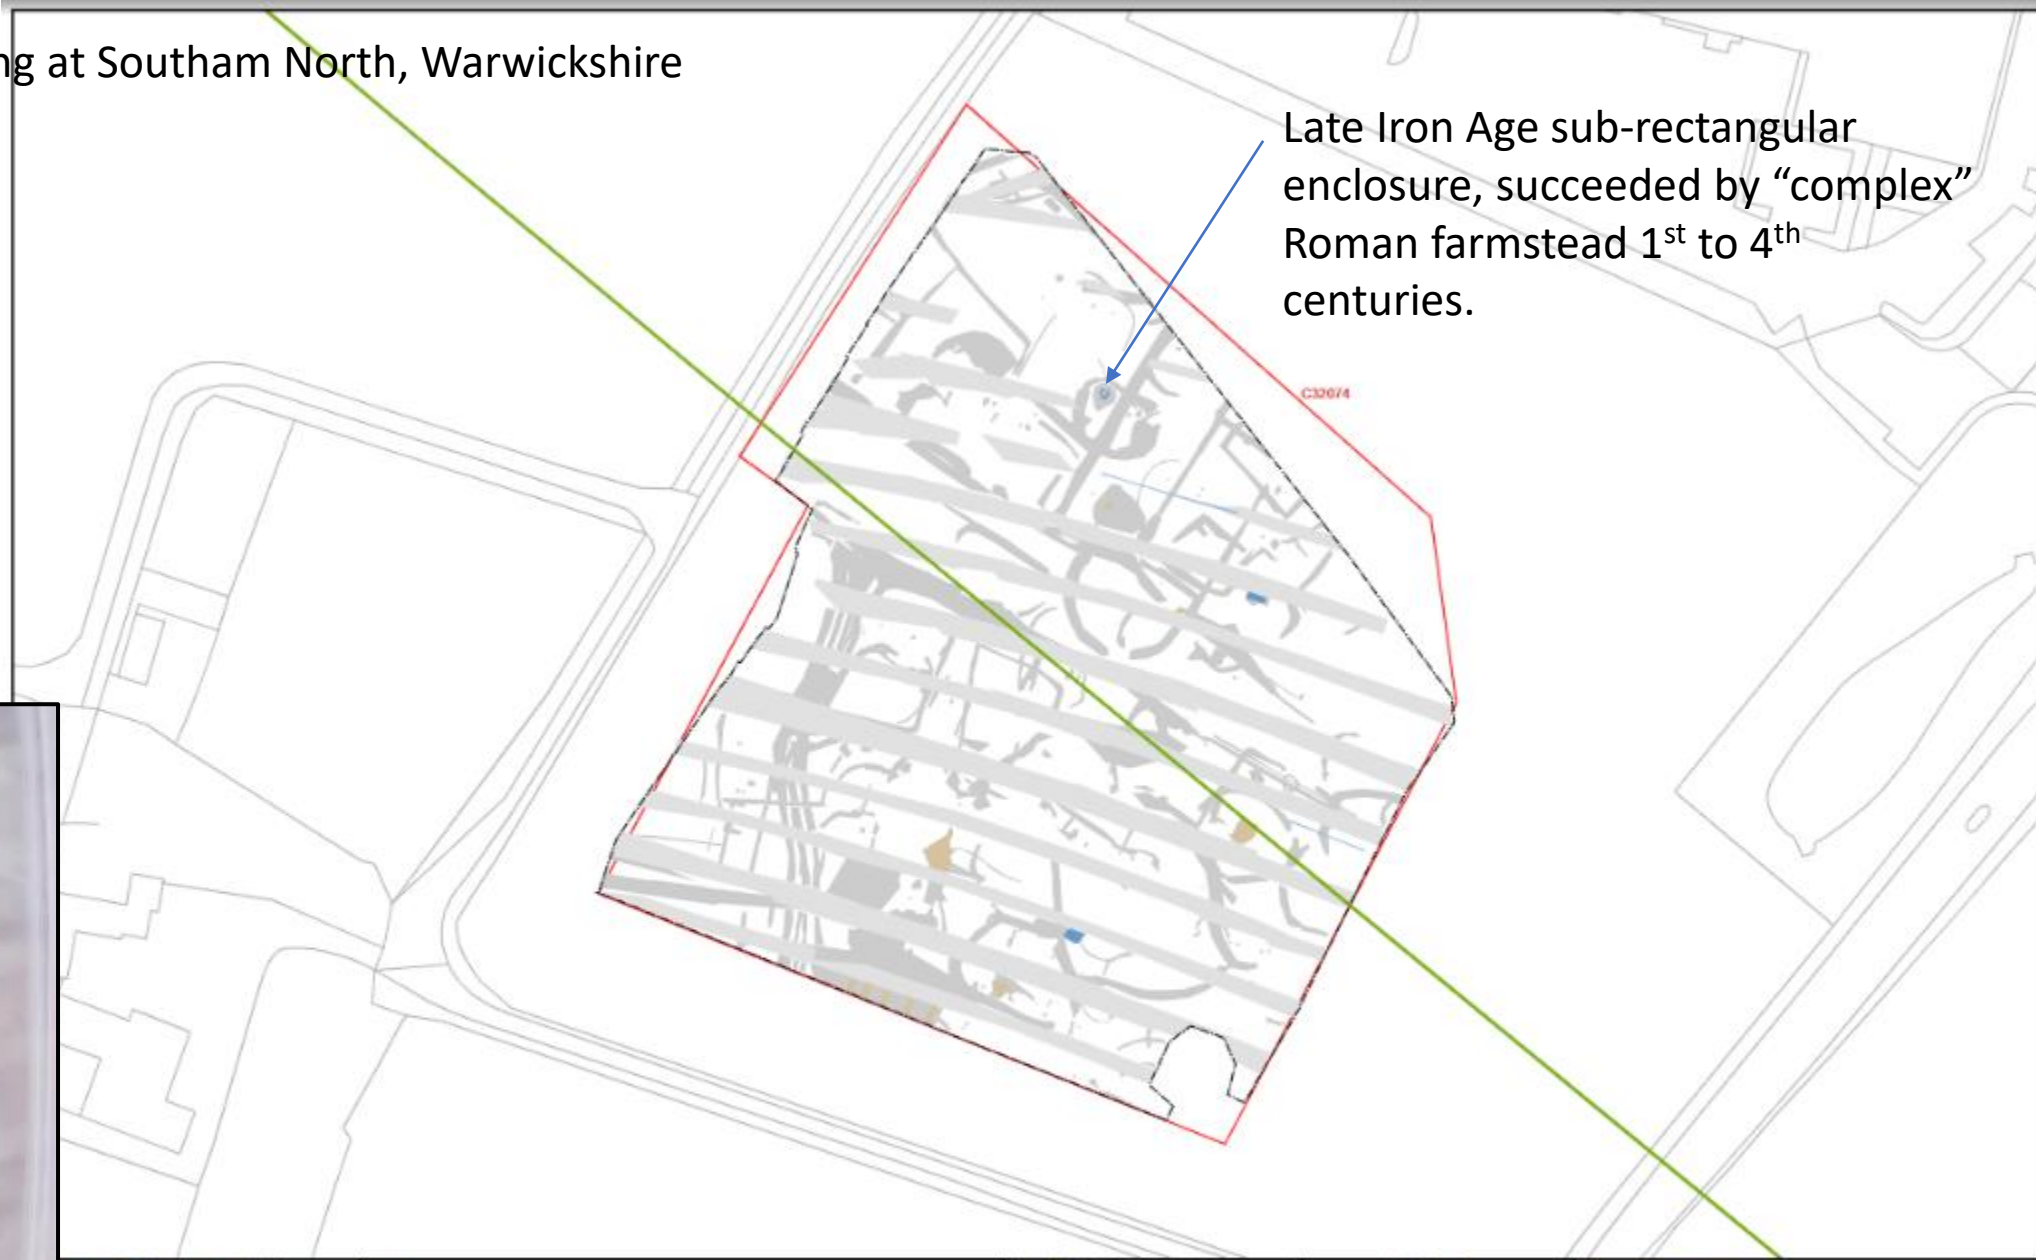 ng at Southam North, Warwickshire
Late Iron Age sub-rectangular
enclosure, succeeded by “complex”
Roman farmstead 1st to 4th
centuries.
C32074